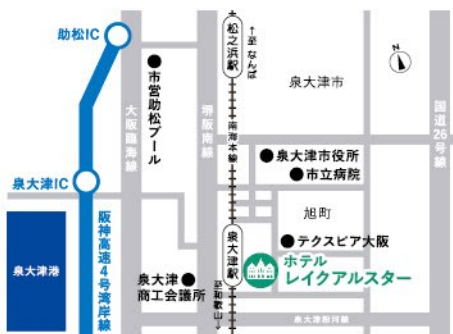 助松IC
松之浜駅
←至 なんば
N
市営助松プール
大阪臨海線
堺阪南線
南海本線
泉大津市
国道26号線
泉大津市役所
市立病院
泉大津IC
旭町
阪神高速4号湾岸線
泉大津駅
テクスピア大阪
ホテル
レイクアルスター
泉大津港
泉大津
商工会議所
至和歌山→
泉大津粉河線